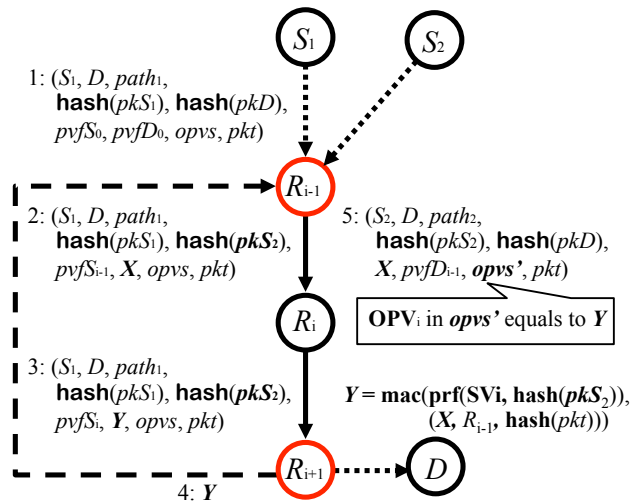 S₁
S₂
1: (S₁, D, path₁,
hash(pkS₁), hash(pkD),
pvfS₀, pvfD₀, opvs, pkt)
Rᵢ₋₁
2: (S₁, D, path₁,
hash(pkS₁), hash(pkS₂),
pvfSᵢ₋₁, X, opvs, pkt)
5: (S₂, D, path₂,
hash(pkS₂), hash(pkD),
X, pvfDᵢ₋₁, opvs’, pkt)
Rᵢ
OPVᵢ in opvs’ equals to Y
3: (S₁, D, path₁,
hash(pkS₁), hash(pkS₂),
pvfSᵢ, Y, opvs, pkt)
Y = mac(prf(SVi, hash(pkS₂)),
(X, Rᵢ₋₁, hash(pkt)))
Rᵢ₊₁
D
4: Y